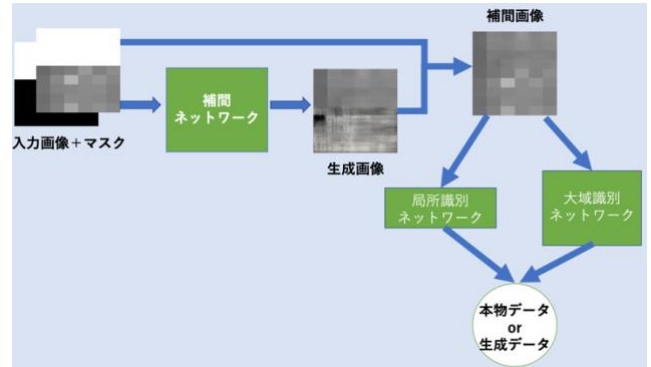 補間画像
補間
ネットワーク
入力画像+マスク
生成画像
局所識別
ネットワーク
大域識別
ネットワーク
本物データ
or
生成データ